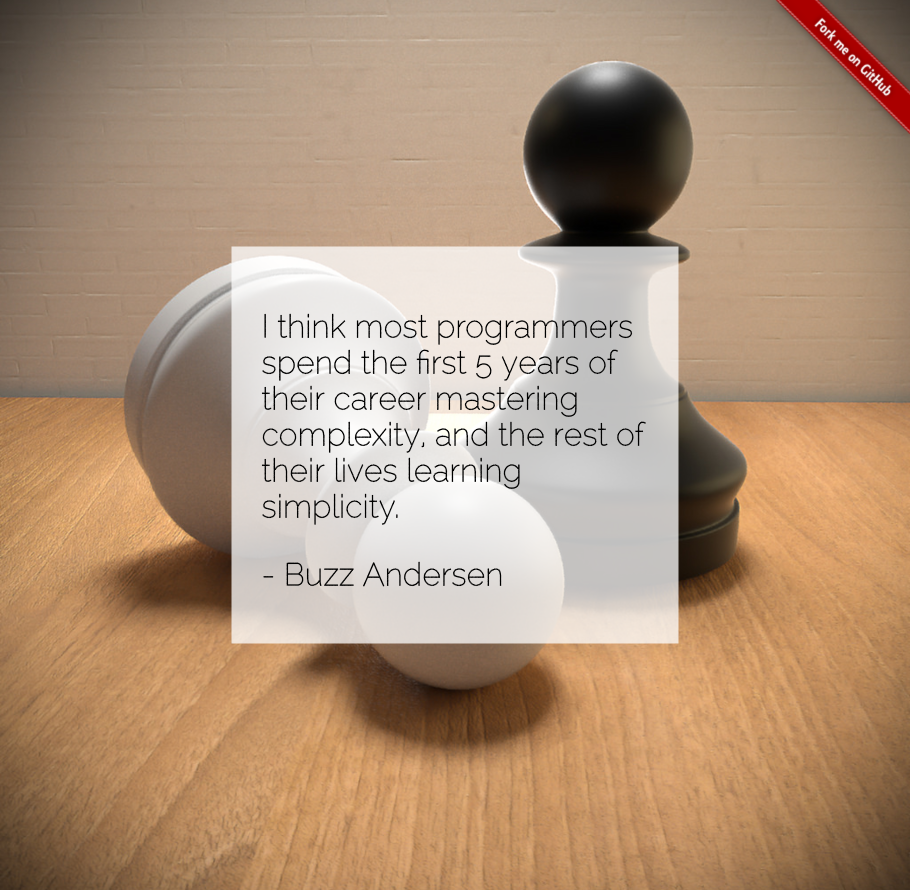 Fork me on GitHub
I think most programmers
spend the first 5 years of
their career mastering
complexity, and the rest of
their lives learning
simplicity.
- Buzz Andersen